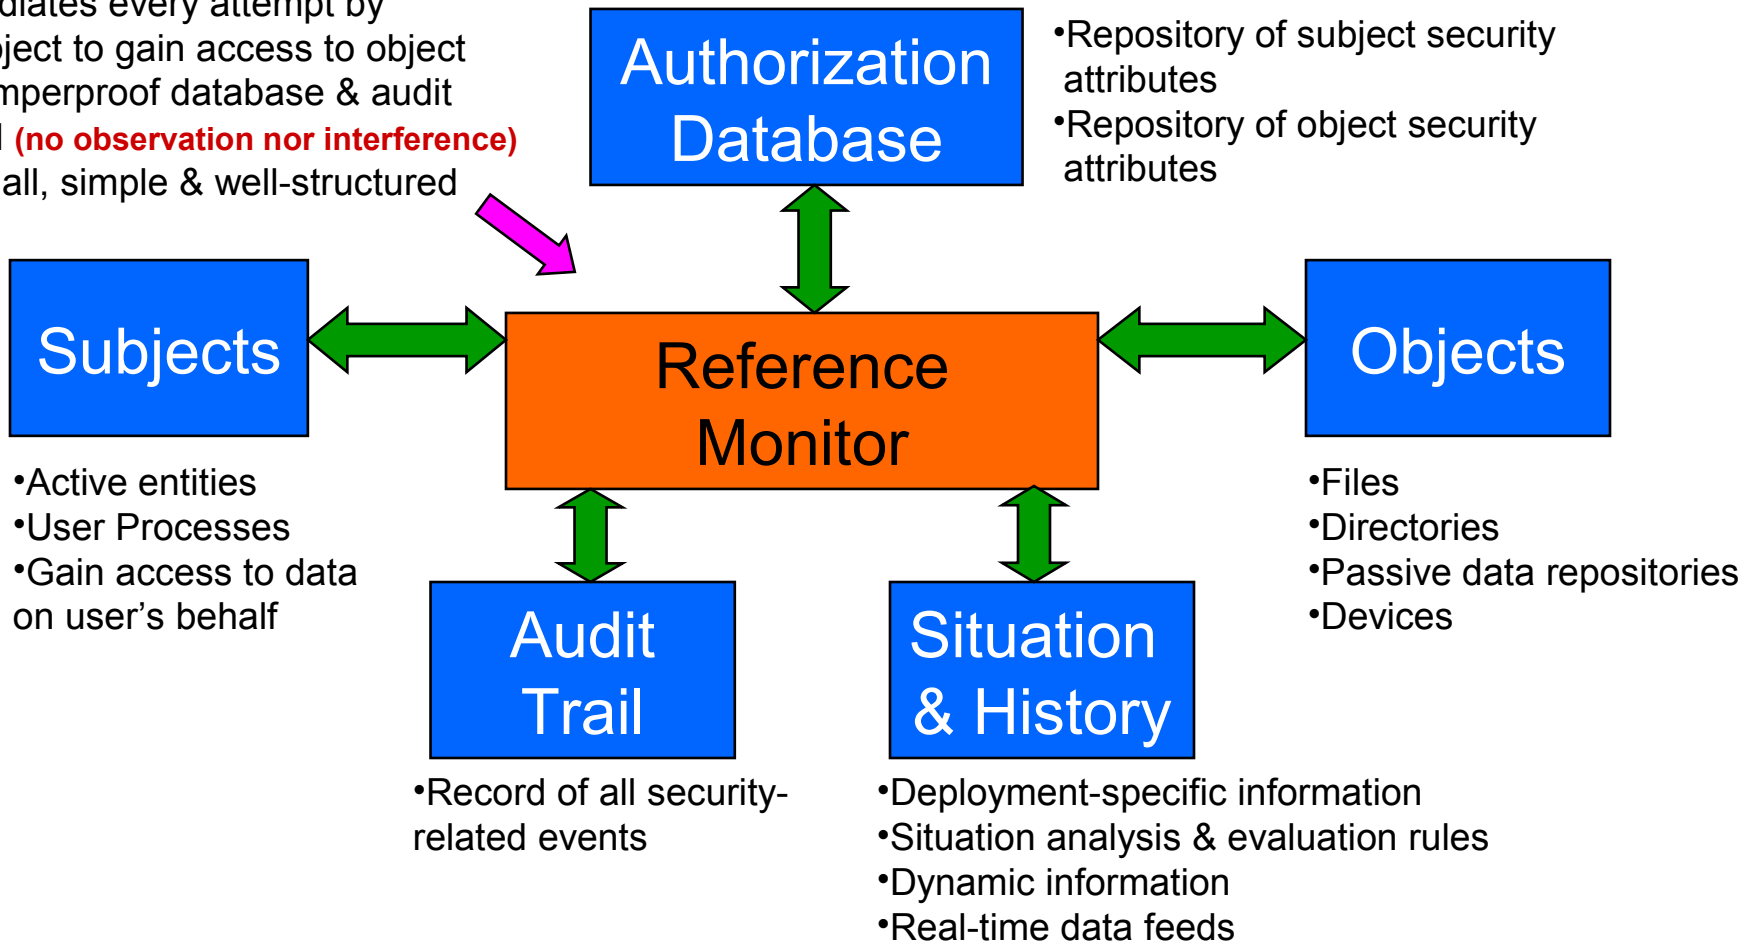 every attempt by
to gain access to object
database & audit
(no observation nor interference)
simple & well-structured
Authorization
Database
•Repository of subject security
attributes
•Repository of object security
attributes
Subjects
Reference
Monitor
Objects
•Active entities
•User Processes
•Gain access to data
on user’s behalf
•Files
•Directories
•Passive data repositories
•Devices
Audit
Trail
Situation
& History
•Record of all security-
related events
•Deployment-specific information
•Situation analysis & evaluation rules
•Dynamic information
•Real-time data feeds